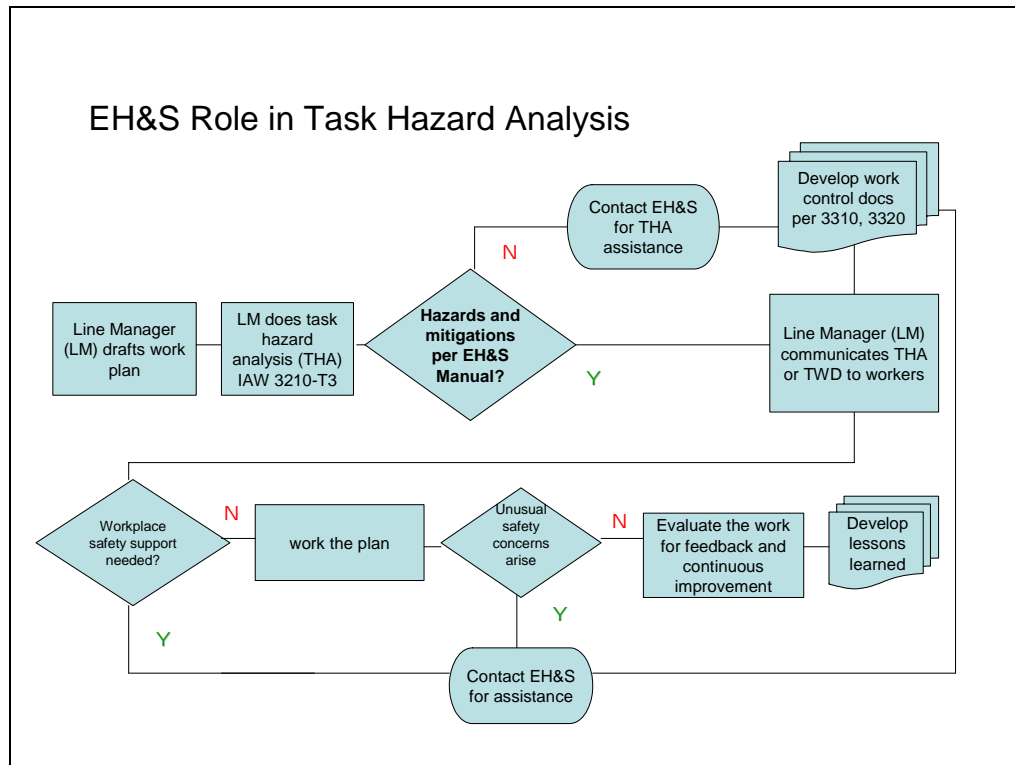 EH&S Role in Task Hazard Analysis
Develop work
control docs
per 3310, 3320
Contact EH&S
for THA
assistance
N
Line Manager
(LM) drafts work
plan
LM does task
hazard
analysis (THA)
IAW 3210-T3
Hazards and
mitigations
per EH&S
Manual?
Y
Line Manager (LM)
communicates THA
or TWD to workers
Workplace
safety support
needed?
N
work the plan
Unusual
safety
concerns
arise
N
Evaluate the work
for feedback and
continuous
improvement
Develop
lessons
learned
Y
Y
Contact EH&S
for assistance